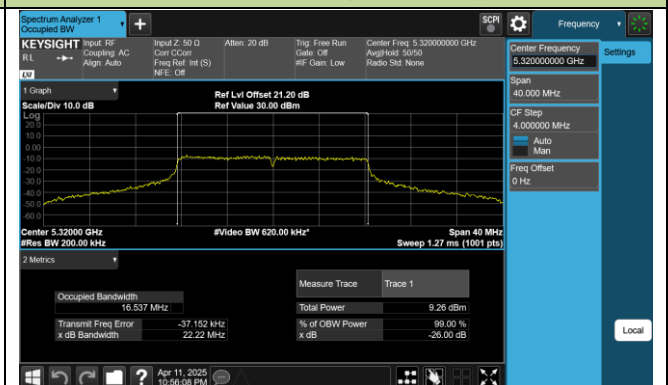 Spectrum Analyzer 1
Occupied BW
SCPI
Frequency
KEYSIGHT
Input: RF
Coupling: AC
Align: Auto
Input Z: 50 Ω
Corr CCorr
Freq Ref: Int (S)
NFE: Off
Atten: 20 dB
Trig: Free Run
Gate: Off
#IF Gain: Low
Center Freq: 5.320000000 GHz
Avg|Hold: 50/50
Radio Std: None
RL
LXI
Center Frequency
5.320000000 GHz
Settings
Span
40.000 MHz
CF Step
4.000000 MHz
Auto
Man
Freq Offset
0 Hz
Local
1 Graph
Scale/Div 10.0 dB
Ref Lvl Offset 21.20 dB
Ref Value 30.00 dBm
Log
20.0
10.0
0.00
-10.0
-20.0
-30.0
-40.0
-50.0
-60.0
Center 5.32000 GHz
#Res BW 200.00 kHz
#Video BW 620.00 kHz*
Span 40 MHz
Sweep 1.27 ms (1001 pts)
2 Metrics
Occupied Bandwidth
16.537 MHz
Transmit Freq Error -37.152 kHz
x dB Bandwidth 22.22 MHz
Measure Trace Trace 1
Total Power 9.26 dBm
% of OBW Power 99.00 %
x dB -26.00 dB
?
Apr 11, 2025
10:56:08 PM